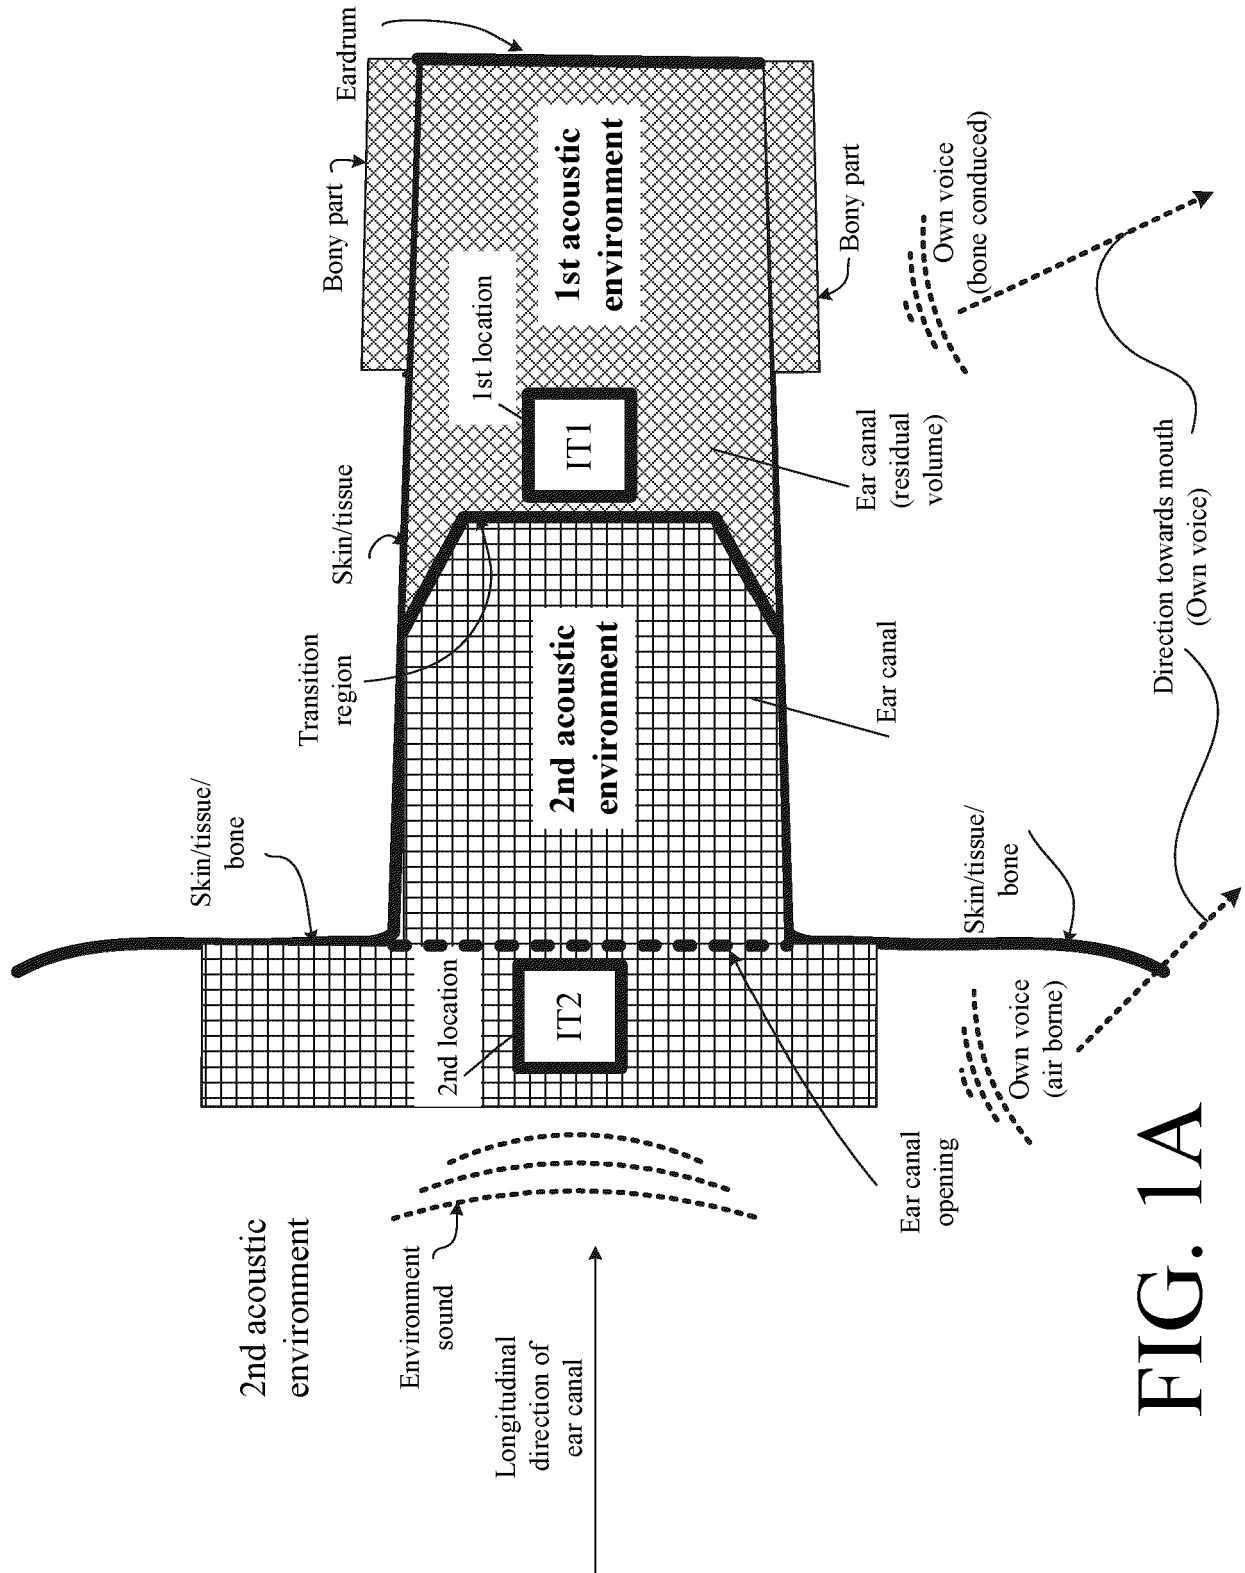 2nd acoustic
environment
Environment
sound
Longitudinal
direction of
ear canal
Skin/tissue/
bone
Transition
region
Skin/tissue
Bony part
Eardrum
2nd location
IT2
2nd acoustic
environment
IT1
1st location
1st acoustic
environment
Ear canal
opening
Ear canal
Ear canal
(residual
volume)
Bony part
Own voice
(air borne)
Skin/tissue/
bone
Own voice
(bone conduced)
Direction towards mouth
(Own voice)
FIG. 1A